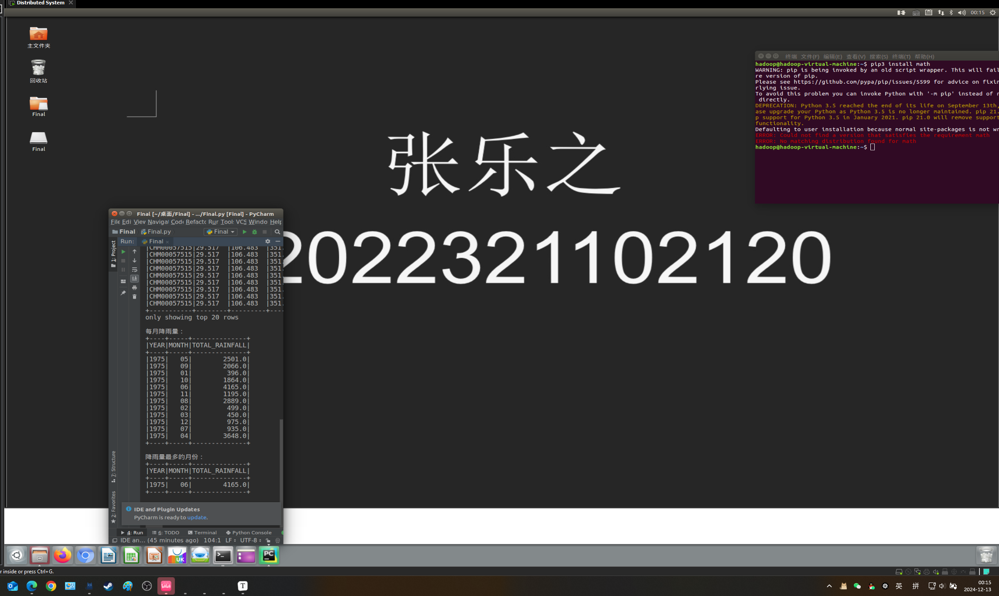 Distributed System
00:15
主文件夹
回收站
Final
Final
终端 文件(F) 编辑(E) 查看(V) 搜索(S) 终端(T) 帮助(H)
hadoop@hadoop-virtual-machine:~$ pip3 install math
WARNING: pip is being invoked by an old script wrapper. This will fail
re version of pip.
Please see https://github.com/pypa/pip/issues/5599 for advice on fixin
rlying issue.
To avoid this problem you can invoke Python with '-m pip' instead of r
directly.
DEPRECATION: Python 3.5 reached the end of its life on September 13th,
ase upgrade your Python as Python 3.5 is no longer maintained. pip 21.
p support for Python 3.5 in January 2021. pip 21.0 will remove support
functionality.
Defaulting to user installation because normal site-packages is not wr
ERROR: Could not find a version that satisfies the requirement math
ERROR: No matching distribution found for math
hadoop@hadoop-virtual-machine:~$
张乐之
2022321102120
Final [~/桌面/Final] - .../Final.py [Final] - PyCharm
File Edi View Navigat Code Refacto Run Tools VCS Windo Help
Final Final.py Final
Run: Final
1: Project
|CHM00057515|29.517 |106.483 |351.
|CHM00057515|29.517 |106.483 |351.
|CHM00057515|29.517 |106.483 |351.
|CHM00057515|29.517 |106.483 |351.
|CHM00057515|29.517 |106.483 |351.
|CHM00057515|29.517 |106.483 |351.
|CHM00057515|29.517 |106.483 |351.
|CHM00057515|29.517 |106.483 |351.
|CHM00057515|29.517 |106.483 |351.
+-----------+--------+---------+----
only showing top 20 rows
每月降雨量：
+----+-----+--------------+
|YEAR|MONTH|TOTAL_RAINFALL|
+----+-----+--------------+
|1975| 05| 2501.0|
|1975| 09| 2066.0|
|1975| 01| 396.0|
|1975| 10| 1864.0|
|1975| 06| 4165.0|
|1975| 11| 1195.0|
|1975| 08| 2889.0|
|1975| 02| 499.0|
|1975| 03| 450.0|
|1975| 12| 975.0|
|1975| 07| 935.0|
|1975| 04| 3648.0|
+----+-----+--------------+
降雨量最多的月份：
+----+-----+--------------+
|YEAR|MONTH|TOTAL_RAINFALL|
+----+-----+--------------+
|1975| 06| 4165.0|
+----+-----+--------------+
7: Structure
2: Favorites
IDE and Plugin Updates
PyCharm is ready to update.
4: Run 6: TODO Terminal Python Console
IDE an... (45 minutes ago) 104:1 LF UTF-8
UK
PC
r inside or press Ctrl+G.
T
英 拼
00:15
2024-12-13